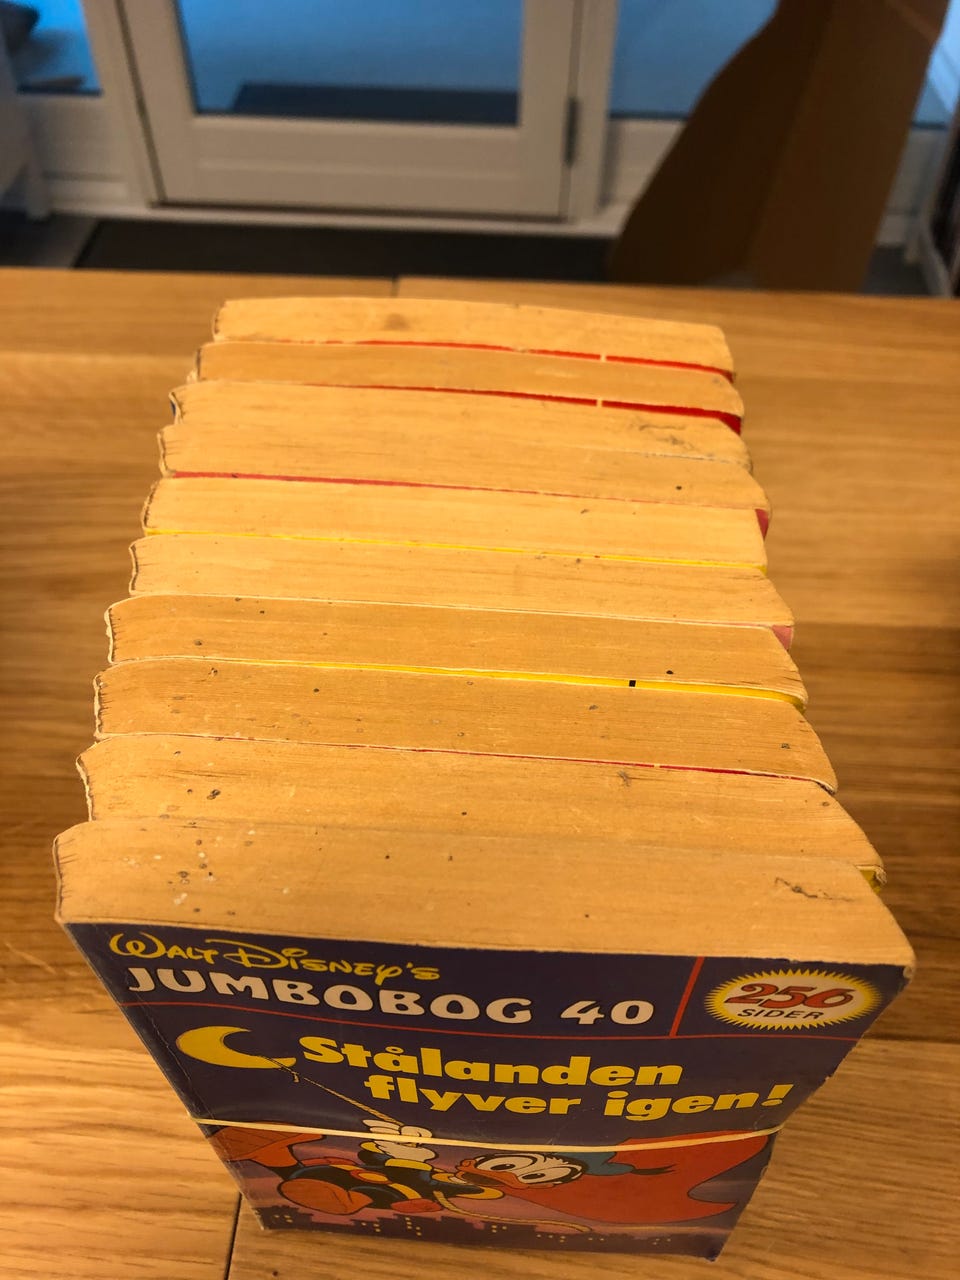 WALT DISNEY'S
JUMBOBOG 40
256
SIDER
Stålanden
flyver igen!